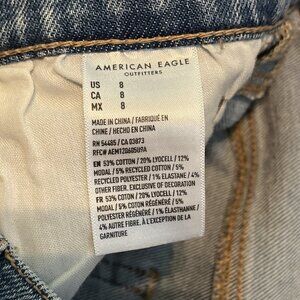 AMERICAN EAGLE
OUTFITTERS
US 8
CA 8
MX 8
MADE IN CHINA / FABRIQUÉ EN
CHINE / HECHO EN CHINA
RN 54485 / CA 03873
RFC# AEM120605U9A
EN 53% COTTON / 20% LYOCELL / 12%
MODAL / 5% RECYCLED COTTON / 5%
RECYCLED POLYESTER / 1% ELASTANE / 4%
OTHER FIBER. EXCLUSIVE OF DECORATION
FR 53% COTON / 20% LYOCELL / 12%
MODAL / 5% COTON RÉGÉNÉRÉ / 5%
POLYESTER RÉGÉNÉRÉ / 1% ÉLASTHANNE /
4% AUTRE FIBRE. À L'EXCEPTION DE LA
GARNITURE